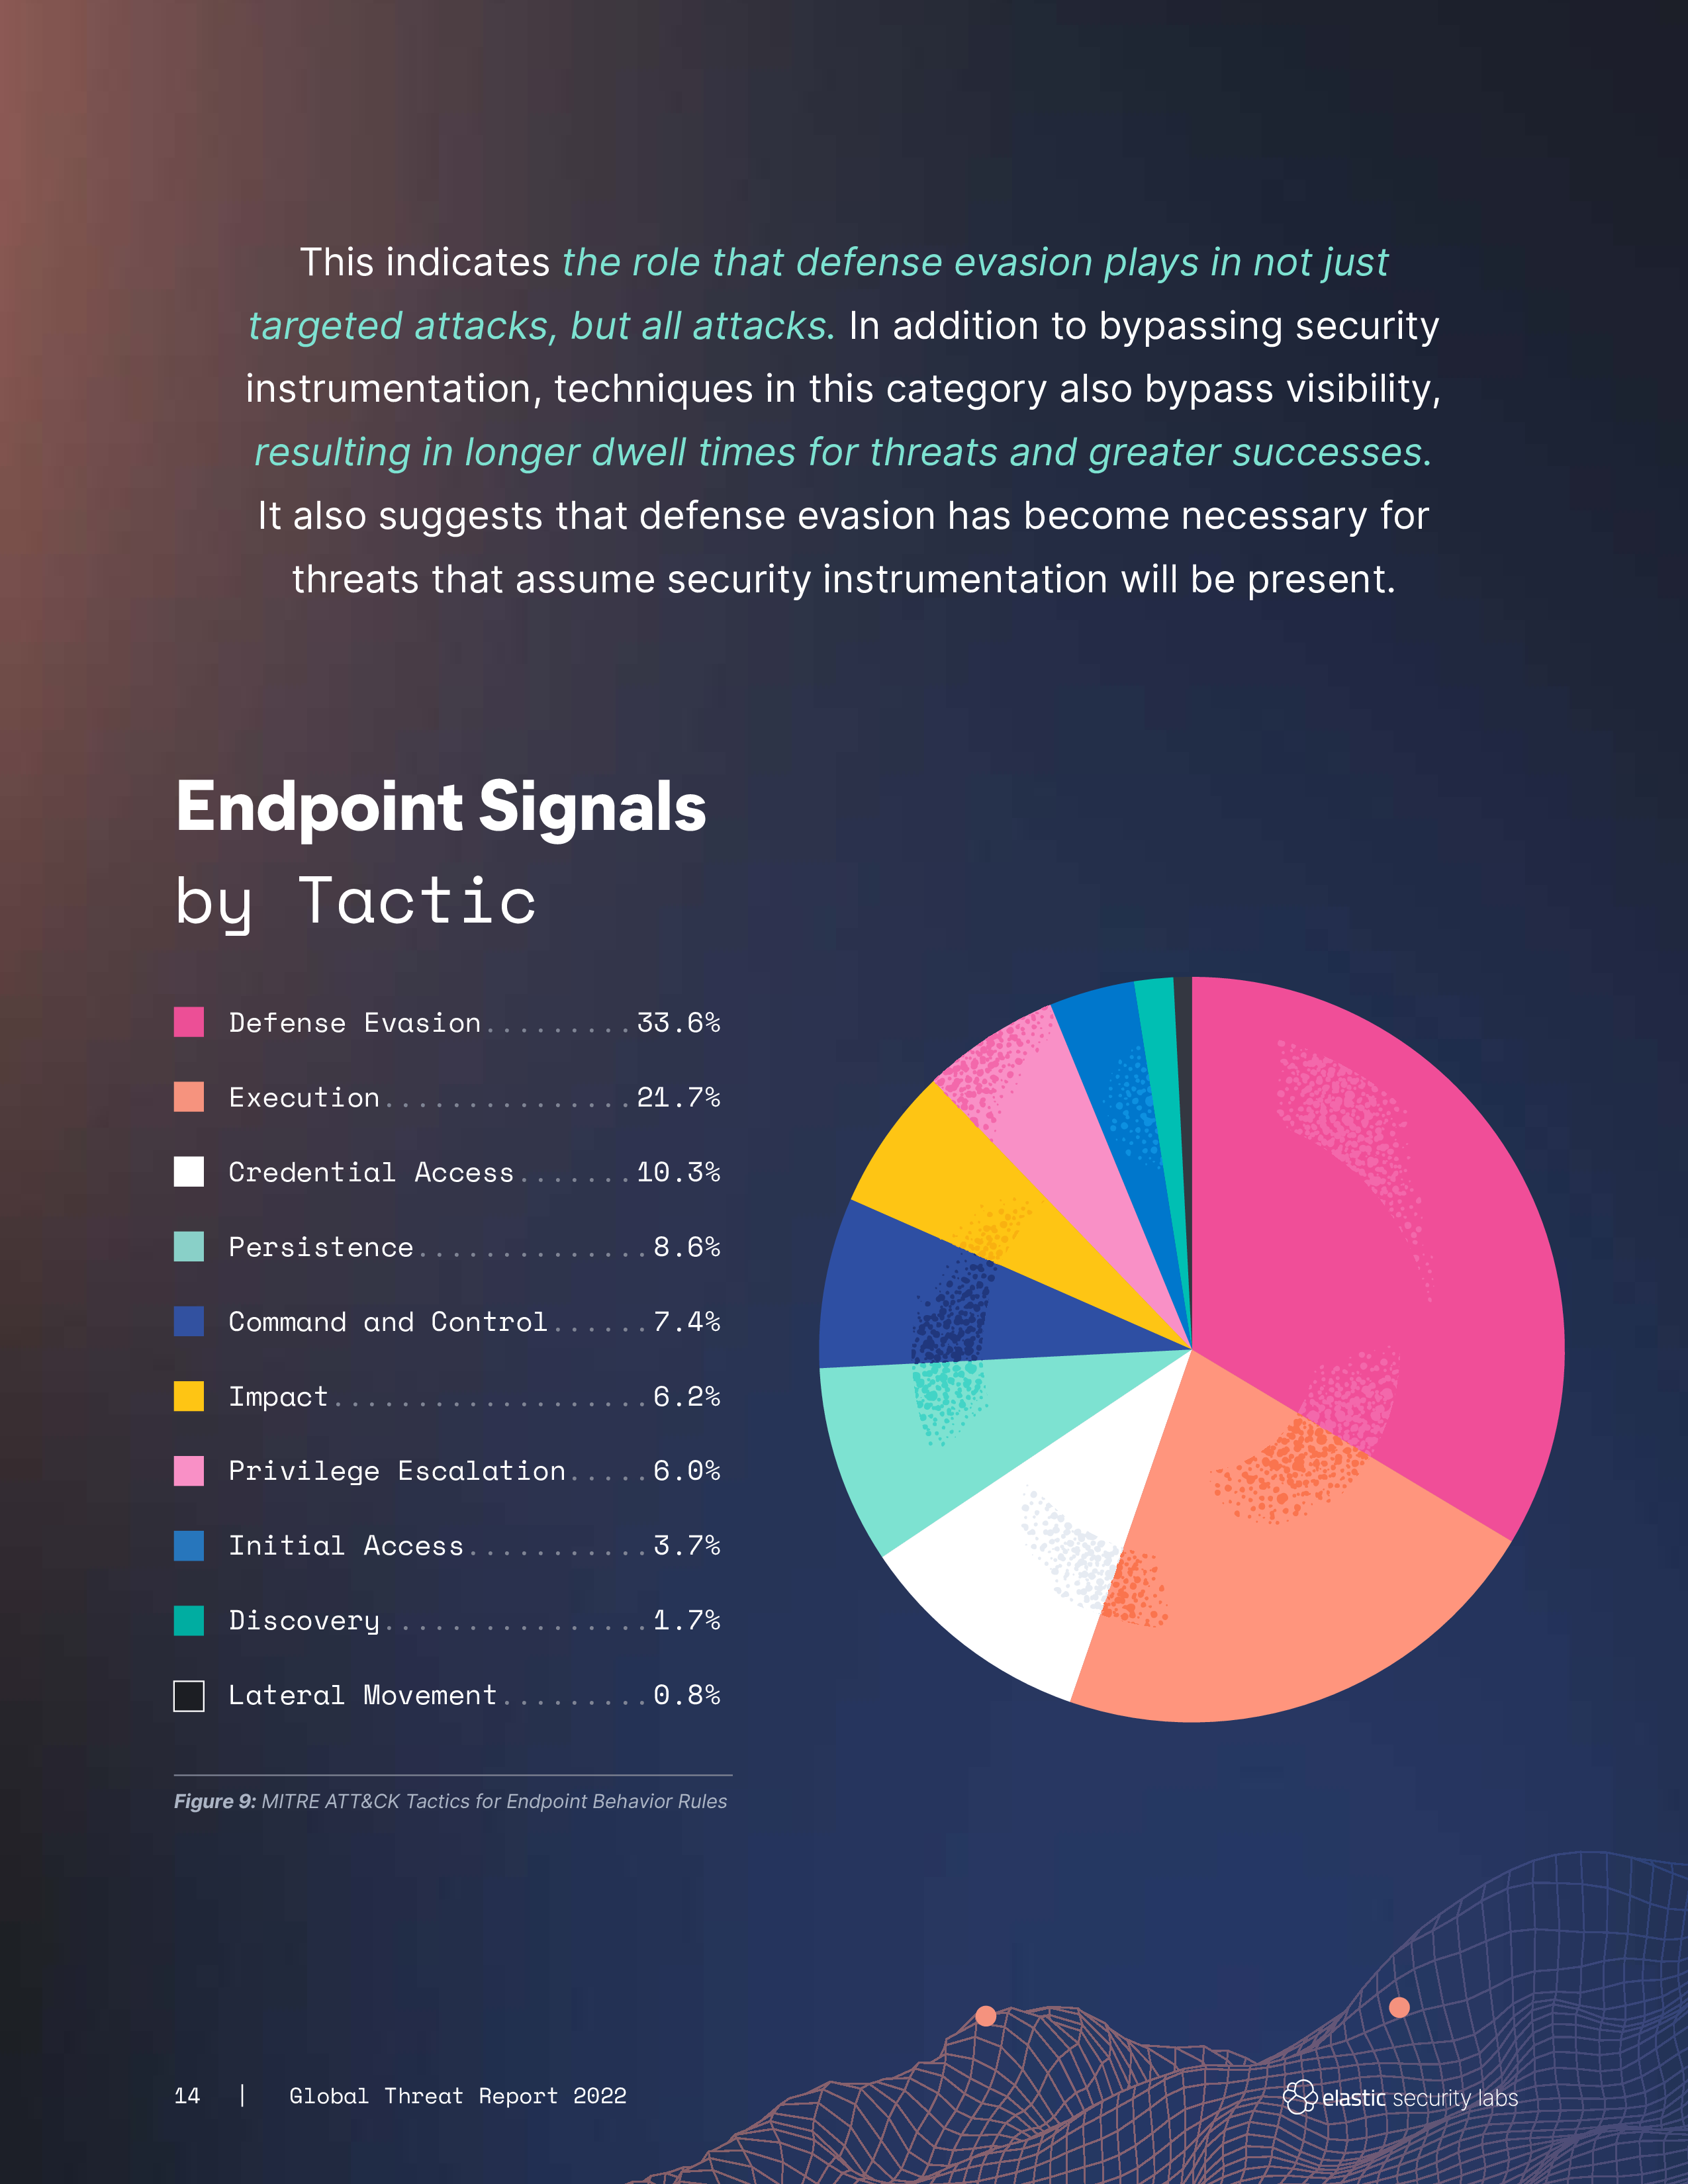 This indicates the role that defense evasion plays in not just
targeted attacks, but all attacks. In addition to bypassing security
instrumentation, techniques in this category also bypass visibility,
resulting in longer dwell times for threats and greater successes.
It also suggests that defense evasion has become necessary for
threats that assume security instrumentation will be present.
Endpoint Signals
by Tactic
Defense Evasion.........33.6%
Execution...............21.7%
Credential Access.......10.3%
Persistence..............8.6%
Command and Control......7.4%
Impact...................6.2%
Privilege Escalation.....6.0%
Initial Access...........3.7%
Discovery................1.7%
Lateral Movement.........0.8%
Figure 9: MITRE ATT&CK Tactics for Endpoint Behavior Rules
14 | Global Threat Report 2022
elastic security labs